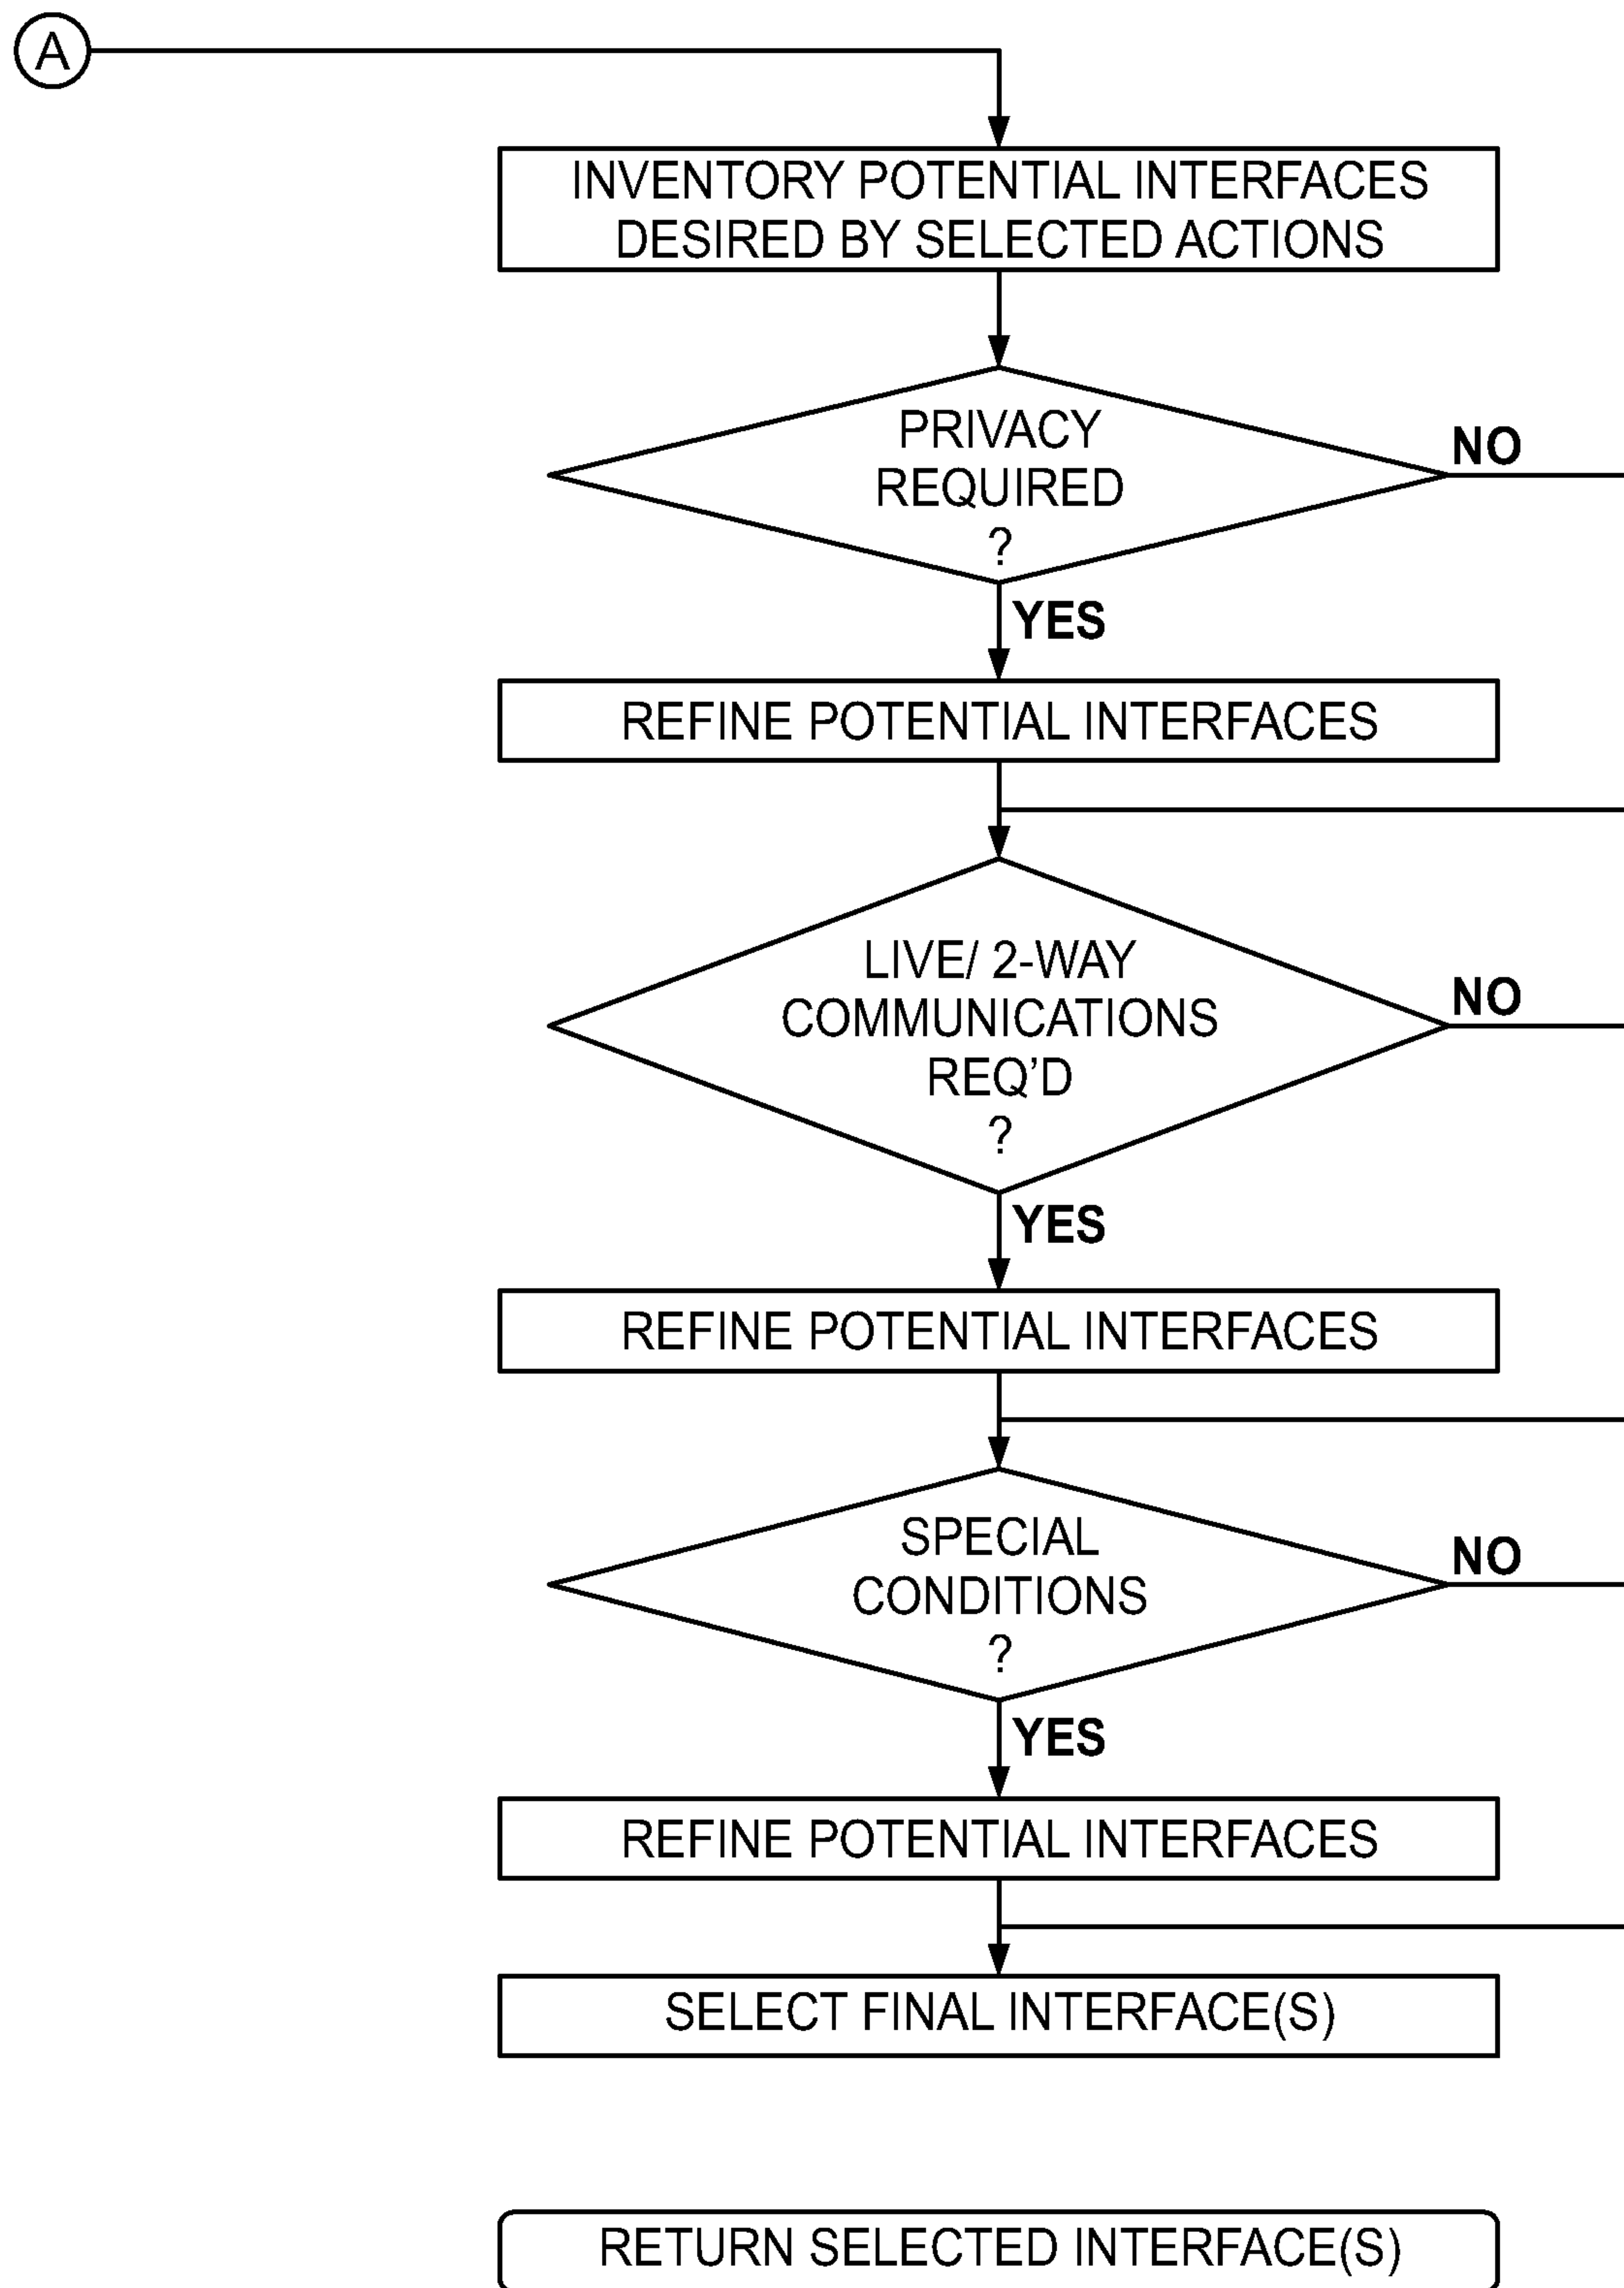 A
INVENTORY POTENTIAL INTERFACES
DESIRED BY SELECTED ACTIONS
PRIVACY
REQUIRED
?
NO
YES
REFINE POTENTIAL INTERFACES
LIVE/ 2-WAY
COMMUNICATIONS
REQ’D
?
NO
YES
REFINE POTENTIAL INTERFACES
SPECIAL
CONDITIONS
?
NO
YES
REFINE POTENTIAL INTERFACES
SELECT FINAL INTERFACE(S)
RETURN SELECTED INTERFACE(S)